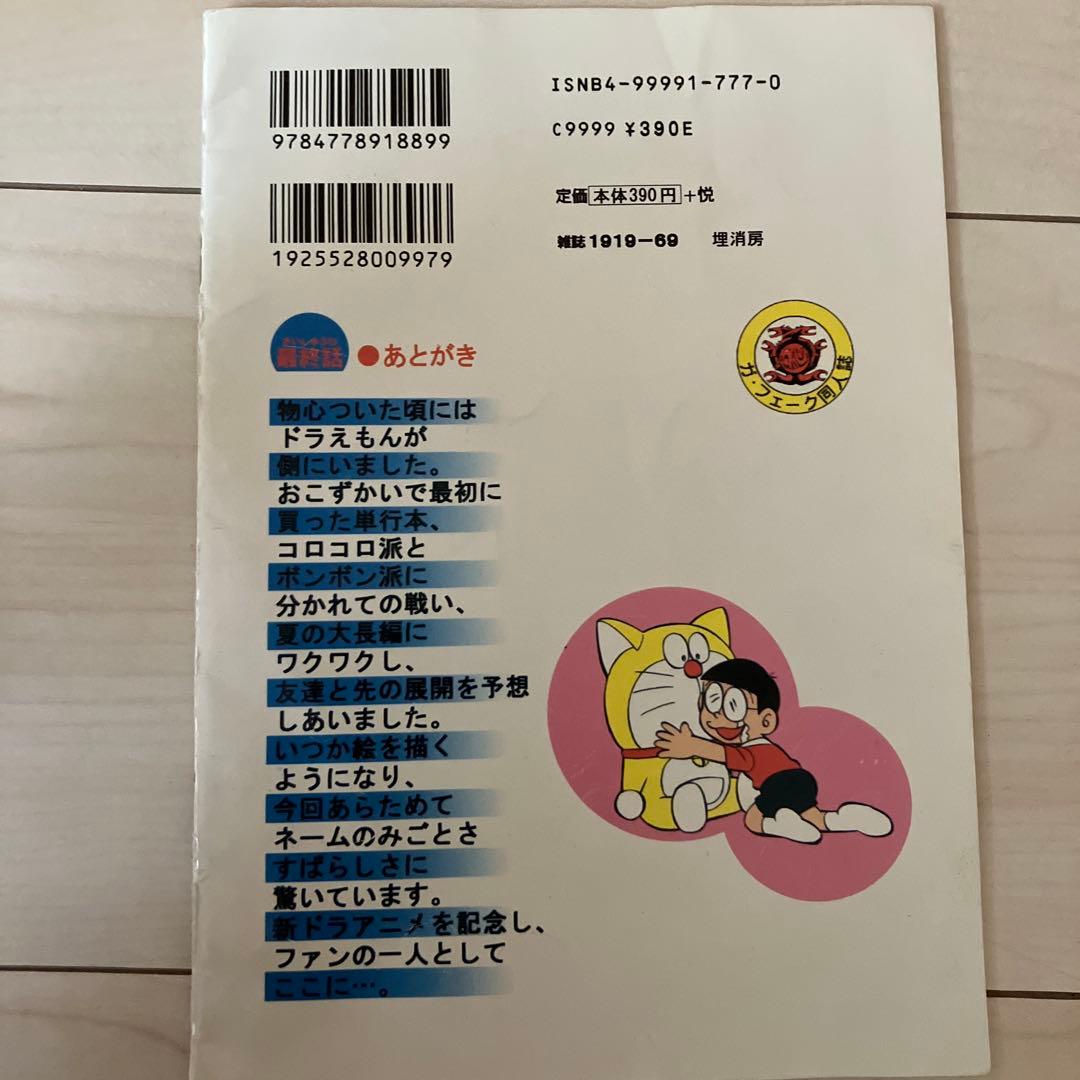 9784778918899
ISNB4-99991-777-0
C9999 ¥390E
1925528009979
定価 本体390円 +悦
雑誌 1919-69 埋消房
さいしゅうわ
最終話
●あとがき
ガ・フェーク同人誌
物心ついた頃には
ドラえもんが
側にいました。
おこずかいで最初に
買った単行本、
コロコロ派と
ボンボン派に
分かれての戦い、
夏の大長編に
ワクワクし、
友達と先の展開を予想
しあいました。
いつか絵を描く
ようになり、
今回あらためて
ネームのみごとさ
すばらしさに
驚いています。
新ドラアニメを記念し、
ファンの一人として
ここに…。